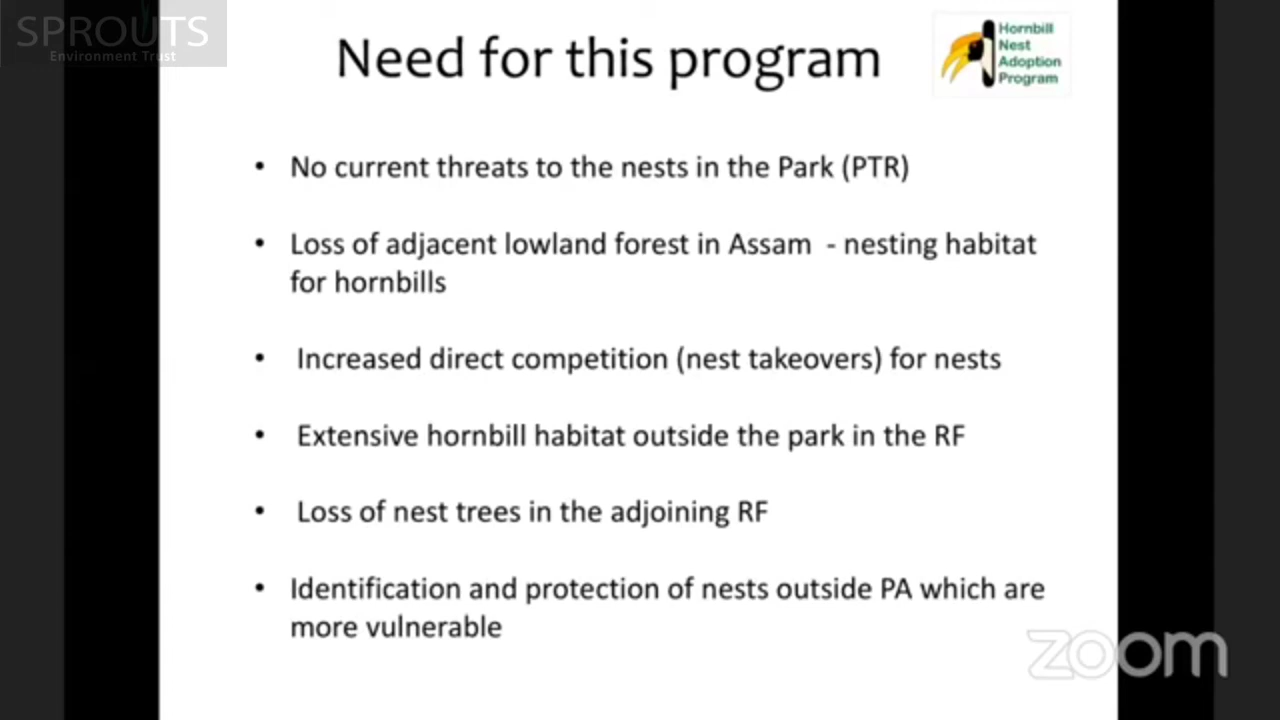 SPROUTS
Environment Trust
Need for this program
Hornbill
Nest
Adoption
Program
• No current threats to the nests in the Park (PTR)
• Loss of adjacent lowland forest in Assam - nesting habitat
for hornbills
• Increased direct competition (nest takeovers) for nests
• Extensive hornbill habitat outside the park in the RF
• Loss of nest trees in the adjoining RF
• Identification and protection of nests outside PA which are
more vulnerable
zoom